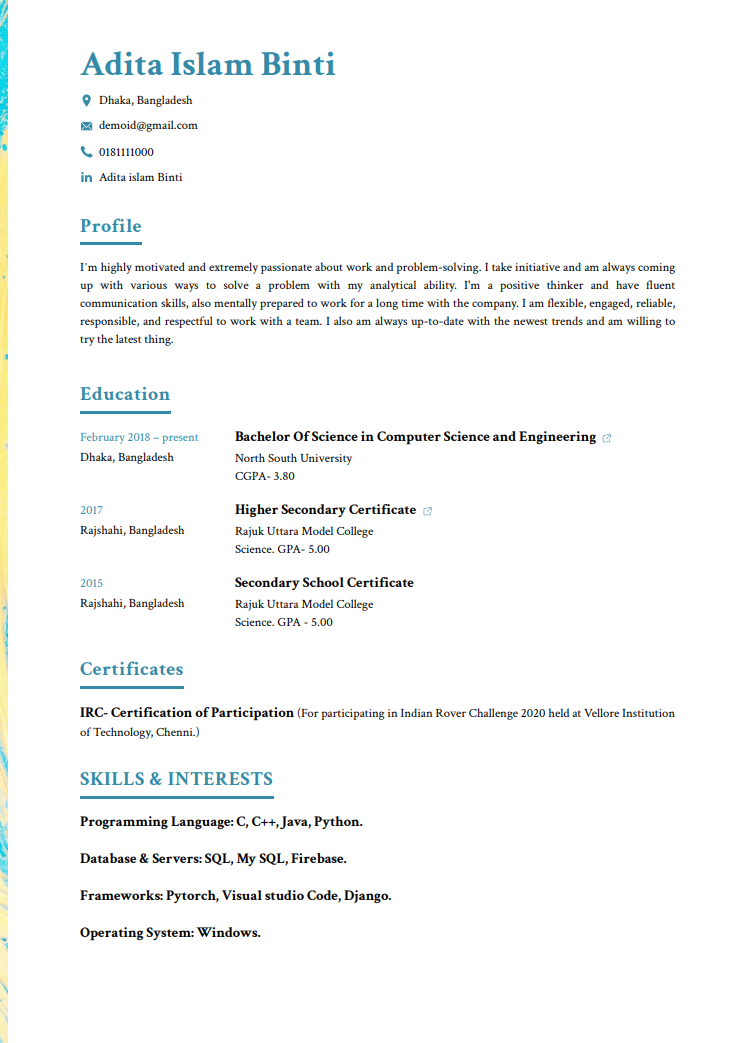 Adita Islam Binti
Dhaka, Bangladesh
demoid@gmail.com
0181111000
Adita islam Binti
Profile
I'm highly motivated and extremely passionate about work and problem-solving. I take initiative and am always coming
up with various ways to solve a problem with my analytical ability. I'm a positive thinker and have fluent
communication skills, also mentally prepared to work for a long time with the company. I am flexible, engaged, reliable,
responsible, and respectful to work with a team. I also am always up-to-date with the newest trends and am willing to
try the latest thing.
Education
February 2018 – present
Dhaka, Bangladesh
Bachelor Of Science in Computer Science and Engineering
North South University
CGPA- 3.80
2017
Rajshahi, Bangladesh
Higher Secondary Certificate
Rajuk Uttara Model College
Science. GPA- 5.00
2015
Rajshahi, Bangladesh
Secondary School Certificate
Rajuk Uttara Model College
Science. GPA - 5.00
Certificates
IRC- Certification of Participation (For participating in Indian Rover Challenge 2020 held at Vellore Institution
of Technology, Chenni.)
SKILLS & INTERESTS
Programming Language: C, C++, Java, Python.
Database & Servers: SQL, My SQL, Firebase.
Frameworks: Pytorch, Visual studio Code, Django.
Operating System: Windows.